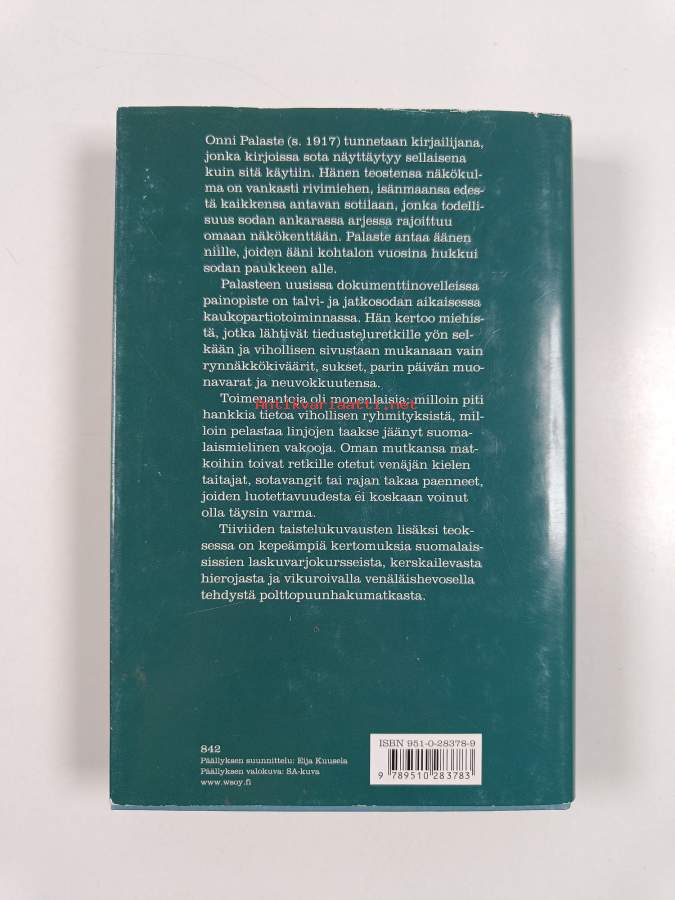 Onni Palaste (s. 1917) tunnetaan kirjailijana,
jonka kirjoissa sota näyttäytyy sellaisena
kuin sitä käytiin. Hänen teostensa näkökul-
ma on vankasti rivimiehen, isänmaansa edes-
tä kaikkensa antavan sotilaan, jonka todelli-
suus sodan ankarassa arjessa rajoittuu
omaan näkökenttään. Palaste antaa äänen
niille, joiden ääni kohtalon vuosina hukkui
sodan paukkeen alle.
Palasteen uusissa dokumenttinovelleissa
painopiste on talvi- ja jatkosodan aikaisessa
kaukopartiotoiminnassa. Hän kertoo miehis-
tä, jotka lähtivät tiedusteluretkille yön sel-
kään ja vihollisen sivustaan mukanaan vain
rynnäkkökiväärit, sukset, parin päivän muo-
navarat ja neuvokkuutensa.
Toimenantoja oli monenlaisia: milloin piti
Antikvariaatti.net
hankkia tietoa vihollisen ryhmityksistä, mil-
loin pelastaa linjojen taakse jäänyt suoma-
laismielinen vakooja. Oman mutkansa mat-
koihin toivat retkille otetut venäjän kielen
taitajat, sotavangit tai rajan takaa paenneet,
joiden luotettavuudesta ei koskaan voinut
olla täysin varma.
Tiiviiden taistelukuvausten lisäksi teok-
sessa on kepeämpiä kertomuksia suomalais-
sissien laskuvarjokursseista, kerskailevasta
hierojasta ja vikuroivalla venäläishevosella
tehdystä polttopuunhakumatkasta.
842
Päällyksen suunnittelu: Eija Kuusela
Päällyksen valokuva: SA-kuva
www.wsoy.fi
ISBN 951-0-28378-9
9 789510 283783